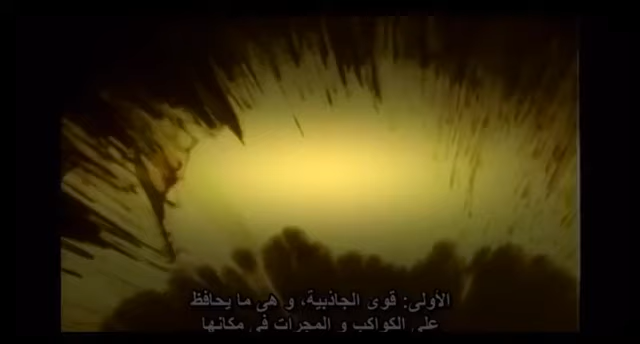 الأولى: قوى الجاذبية، و هي ما يحافظ
على الكواكب و المجرات في مكانها